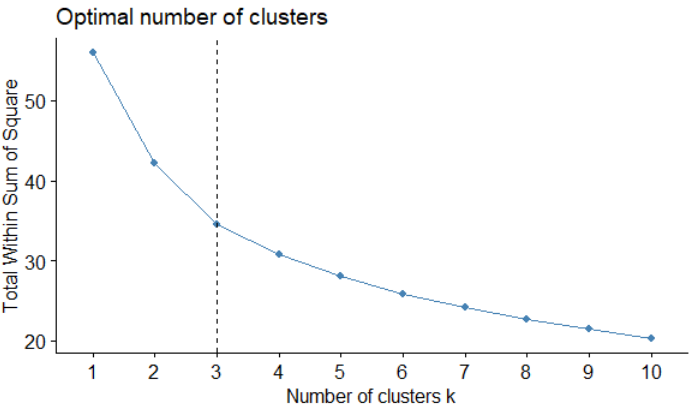 Optimal number of clusters
Total Within Sum of Square
50
40
30
20
1 2 3 4 5 6 7 8 9 10
Number of clusters k